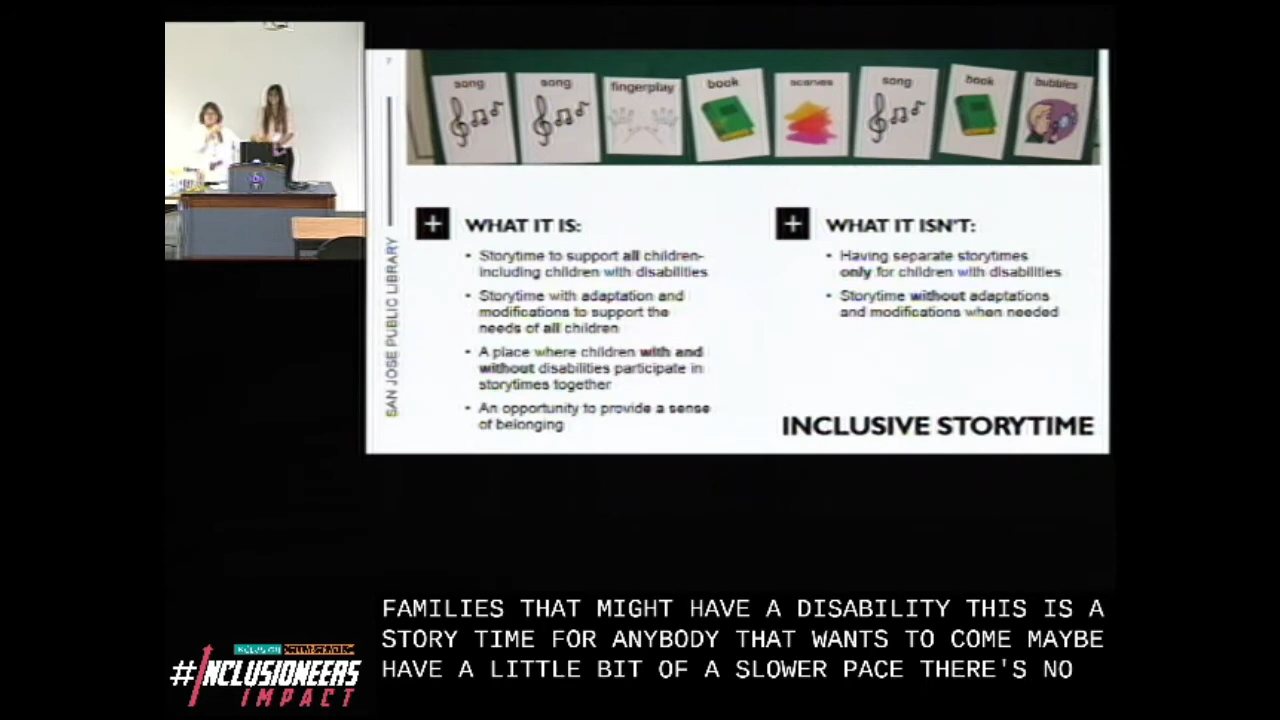 7
song
song
fingerplay
book
scarves
song
book
bubbles
SAN JOSE PUBLIC LIBRARY
+ WHAT IT IS:
• Storytime to support all children-
including children with disabilities
• Storytime with adaptation and
modifications to support the
needs of all children
• A place where children with and
without disabilities participate in
storytimes together
• An opportunity to provide a sense
of belonging
+ WHAT IT ISN'T:
• Having separate storytimes
only for children with disabilities
• Storytime without adaptations
and modifications when needed
INCLUSIVE STORYTIME
FAMILIES THAT MIGHT HAVE A DISABILITY THIS IS A
STORY TIME FOR ANYBODY THAT WANTS TO COME MAYBE
HAVE A LITTLE BIT OF A SLOWER PACE THERE'S NO
#INCLUSIONEERS
IMPACT